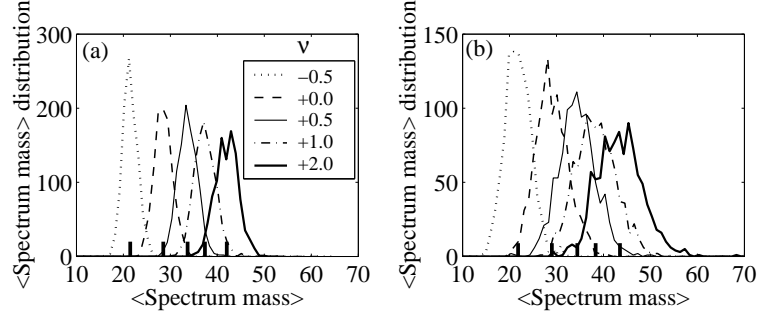 <Spectrum mass> distribution
300
200
100
0
(a)
ν
−0.5
+0.0
+0.5
+1.0
+2.0
10 20 30 40 50 60 70
<Spectrum mass>
<Spectrum mass> distribution
150
100
50
0
(b)
10 20 30 40 50 60 70
<Spectrum mass>